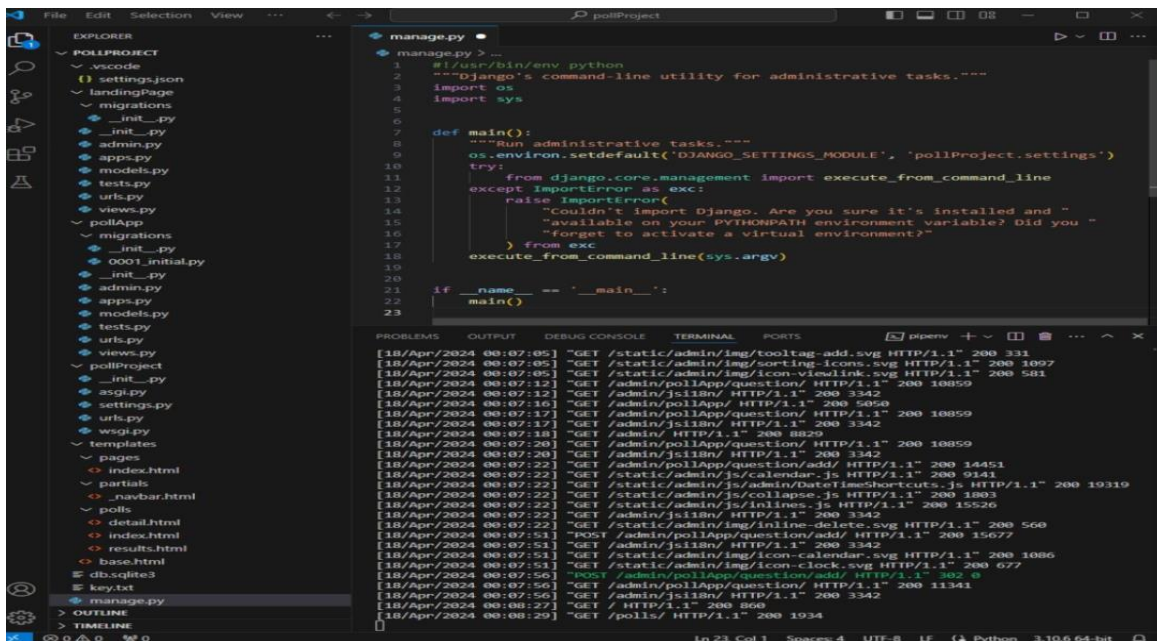 File Edit Selection View ... pollProject
EXPLORER ...
POLLPROJECT
.vscode
{} settings.json
landingPage
migrations
__init__.py
__init__.py
admin.py
apps.py
models.py
tests.py
urls.py
views.py
pollApp
migrations
__init__.py
0001_initial.py
__init__.py
admin.py
apps.py
models.py
tests.py
urls.py
views.py
pollProject
__init__.py
asgi.py
settings.py
urls.py
wsgi.py
templates
pages
<> index.html
partials
<> _navbar.html
polls
<> detail.html
<> index.html
<> results.html
<> base.html
db.sqlite3
key.txt
manage.py
> OUTLINE
> TIMELINE
manage.py
manage.py > ...
1 #!/usr/bin/env python
2 """Django's command-line utility for administrative tasks."""
3 import os
4 import sys
5
6
7 def main():
8 """Run administrative tasks."""
9 os.environ.setdefault('DJANGO_SETTINGS_MODULE', 'pollProject.settings')
10 try:
11 from django.core.management import execute_from_command_line
12 except ImportError as exc:
13 raise ImportError(
14 "Couldn't import Django. Are you sure it's installed and "
15 "available on your PYTHONPATH environment variable? Did you "
16 "forget to activate a virtual environment?"
17 ) from exc
18 execute_from_command_line(sys.argv)
19
20
21 if __name__ == '__main__':
22 main()
23
PROBLEMS OUTPUT DEBUG CONSOLE TERMINAL PORTS pipenv
[18/Apr/2024 00:07:05] "GET /static/admin/img/tooltag-add.svg HTTP/1.1" 200 331
[18/Apr/2024 00:07:05] "GET /static/admin/img/sorting-icons.svg HTTP/1.1" 200 1097
[18/Apr/2024 00:07:05] "GET /static/admin/img/icon-viewlink.svg HTTP/1.1" 200 581
[18/Apr/2024 00:07:12] "GET /admin/pollApp/question/ HTTP/1.1" 200 10859
[18/Apr/2024 00:07:12] "GET /admin/jsi18n/ HTTP/1.1" 200 3342
[18/Apr/2024 00:07:16] "GET /admin/pollApp/ HTTP/1.1" 200 5050
[18/Apr/2024 00:07:17] "GET /admin/pollApp/question/ HTTP/1.1" 200 10859
[18/Apr/2024 00:07:17] "GET /admin/jsi18n/ HTTP/1.1" 200 3342
[18/Apr/2024 00:07:18] "GET /admin/ HTTP/1.1" 200 8829
[18/Apr/2024 00:07:20] "GET /admin/pollApp/question/ HTTP/1.1" 200 10859
[18/Apr/2024 00:07:20] "GET /admin/jsi18n/ HTTP/1.1" 200 3342
[18/Apr/2024 00:07:22] "GET /admin/pollApp/question/add/ HTTP/1.1" 200 14451
[18/Apr/2024 00:07:22] "GET /static/admin/js/calendar.js HTTP/1.1" 200 9141
[18/Apr/2024 00:07:22] "GET /static/admin/js/admin/DateTimeShortcuts.js HTTP/1.1" 200 19319
[18/Apr/2024 00:07:22] "GET /static/admin/js/collapse.js HTTP/1.1" 200 1803
[18/Apr/2024 00:07:22] "GET /static/admin/js/inlines.js HTTP/1.1" 200 15526
[18/Apr/2024 00:07:22] "GET /admin/jsi18n/ HTTP/1.1" 200 3342
[18/Apr/2024 00:07:22] "GET /static/admin/img/inline-delete.svg HTTP/1.1" 200 560
[18/Apr/2024 00:07:51] "POST /admin/pollApp/question/add/ HTTP/1.1" 200 15677
[18/Apr/2024 00:07:51] "GET /admin/jsi18n/ HTTP/1.1" 200 3342
[18/Apr/2024 00:07:51] "GET /static/admin/img/icon-calendar.svg HTTP/1.1" 200 1086
[18/Apr/2024 00:07:51] "GET /static/admin/img/icon-clock.svg HTTP/1.1" 200 677
[18/Apr/2024 00:07:56] "POST /admin/pollApp/question/add/ HTTP/1.1" 302 0
[18/Apr/2024 00:07:56] "GET /admin/pollApp/question/ HTTP/1.1" 200 11341
[18/Apr/2024 00:07:56] "GET /admin/jsi18n/ HTTP/1.1" 200 3342
[18/Apr/2024 00:08:27] "GET / HTTP/1.1" 200 860
[18/Apr/2024 00:08:29] "GET /polls/ HTTP/1.1" 200 1934
0 0 0 Ln 23, Col 1 Spaces: 4 UTF-8 LF Python 3.10.6 64-bit